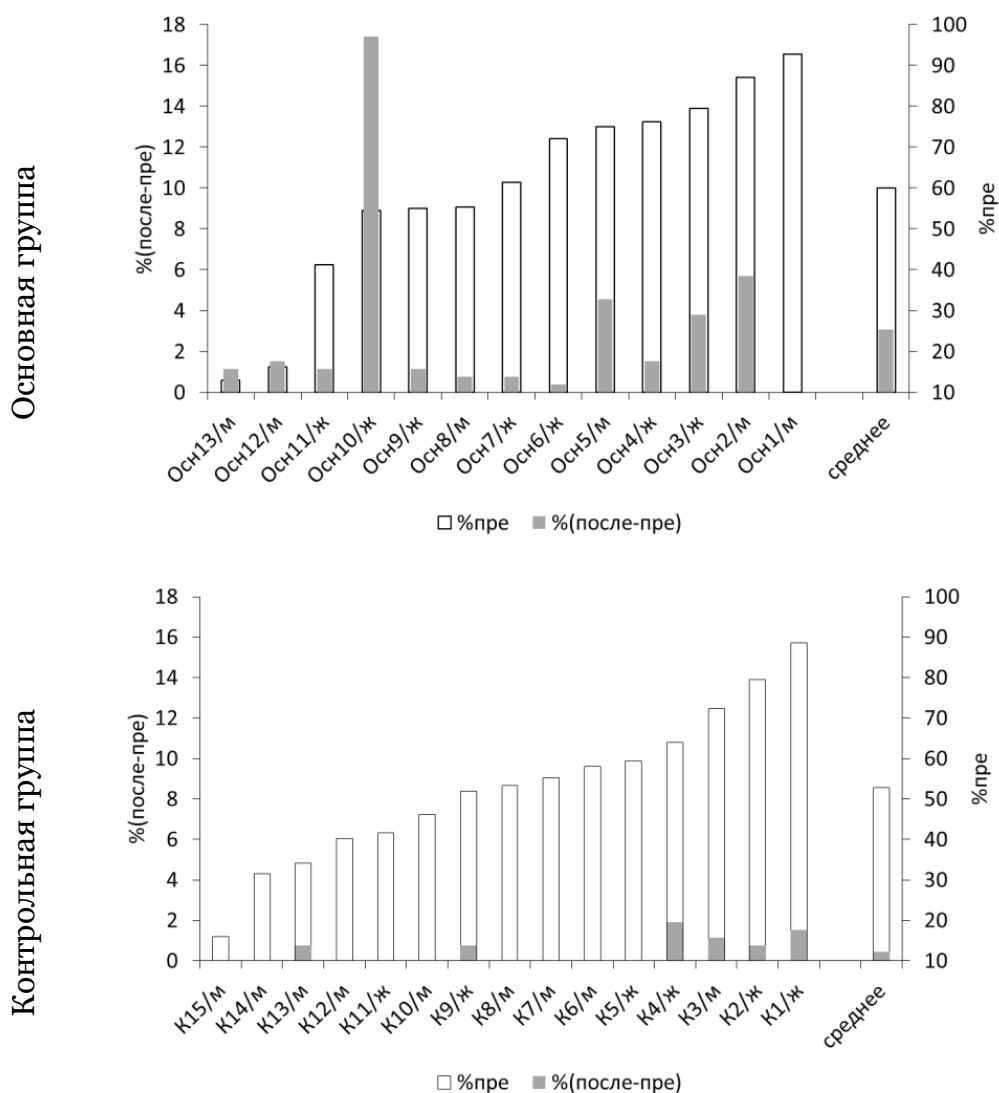 Основная группа
%(после-пре)
18
16
14
12
10
8
6
4
2
0
100
90
80
70
60
50
40
30
20
10
%пре
Осн13/м
Осн12/м
Осн11/ж
Осн10/ж
Осн9/ж
Осн8/м
Осн7/ж
Осн6/ж
Осн5/м
Осн4/ж
Осн3/ж
Осн2/м
Осн1/м
среднее
%пре %(после-пре)
Контрольная группа
%(после-пре)
18
16
14
12
10
8
6
4
2
0
100
90
80
70
60
50
40
30
20
10
%пре
К15/м
К14/м
К13/м
К12/м
К11/ж
К10/м
К9/ж
К8/м
К7/м
К6/м
К5/ж
К4/ж
К3/м
К2/ж
К1/ж
среднее
%пре %(после-пре)